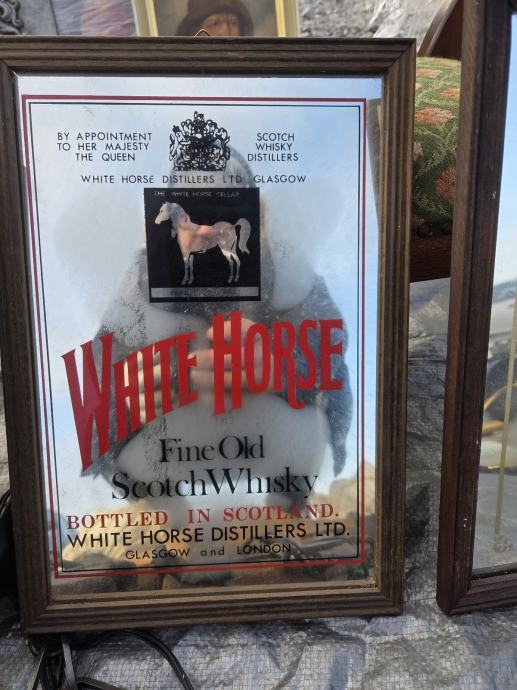 BY APPOINTMENT
TO HER MAJESTY
THE QUEEN
SCOTCH
WHISKY
DISTILLERS
WHITE HORSE DISTILLERS LTD GLASGOW
THE WHITE HORSE CELLAR
WHITE HORSE
Fine Old
Scotch Whisky
BOTTLED IN SCOTLAND.
WHITE HORSE DISTILLERS LTD.
GLASGOW and LONDON